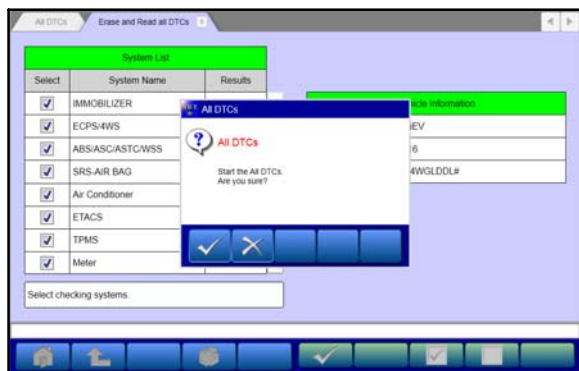 All DTCs
Erase and Read all DTCs
System List
Select System Name Results
IMMOBILIZER
ECPS/4WS
ABS/ASC/ASTC/WSS
SRS-AIR BAG
Air Conditioner
ETACS
TPMS
Meter
Select checking systems.
All DTCs
All DTCs
Start the All DTCs.
Are you sure?
icle Information
iEV
6
4WGLDDL#